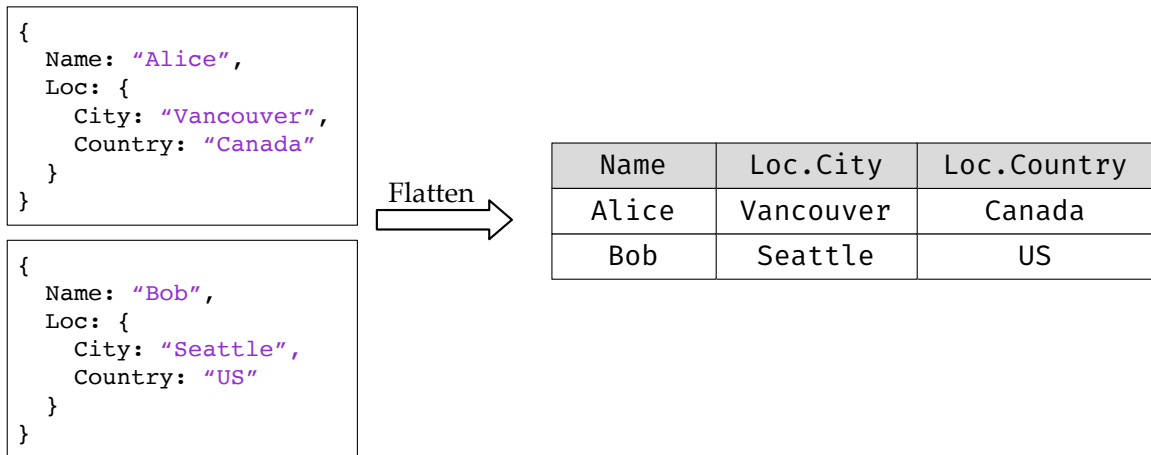 {
  Name: “Alice”,
  Loc: {
    City: “Vancouver”,
    Country: “Canada”
  }
}
{
  Name: “Bob”,
  Loc: {
    City: “Seattle”,
    Country: “US”
  }
}
Flatten
Name Loc.City Loc.Country
Alice Vancouver Canada
Bob Seattle US